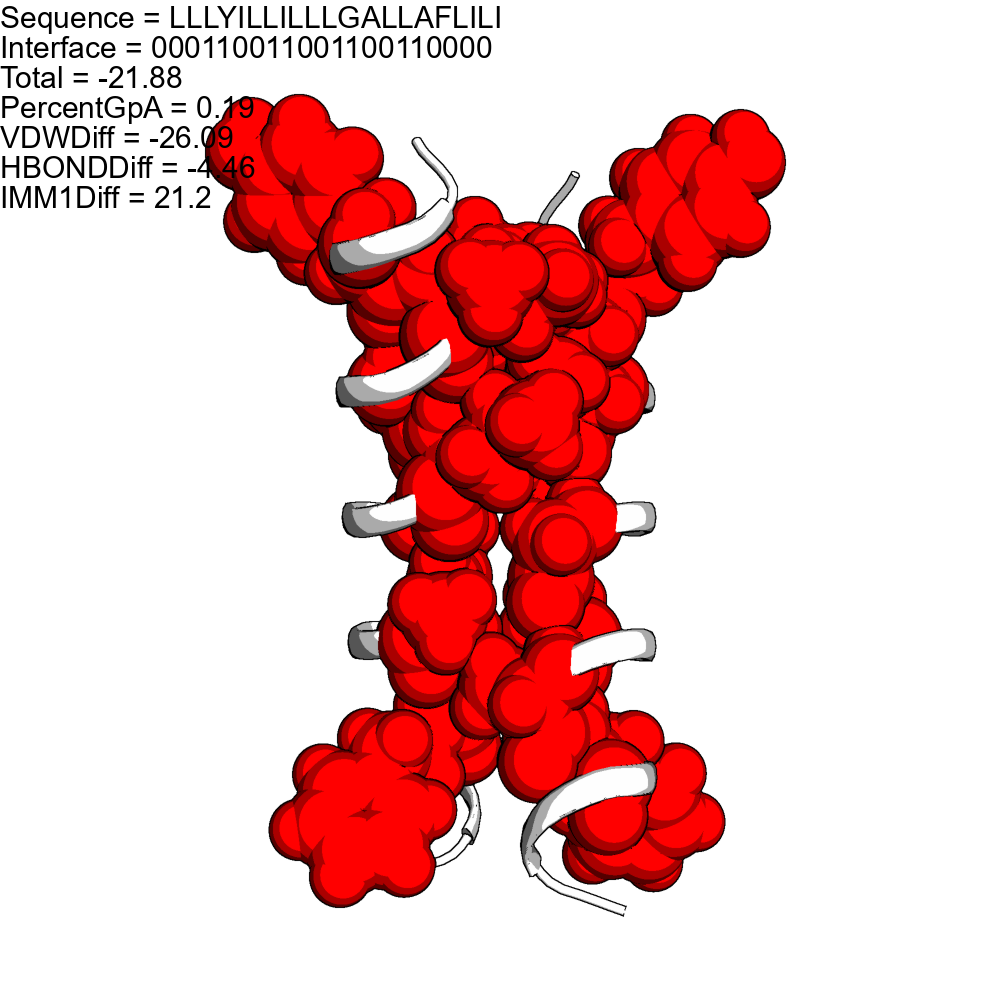 Sequence = LLLYILLILLLGALLAFLILI
Interface = 000110011001100110000
Total = -21.88
PercentGpA = 0.19
VDWDiff = -26.09
HBONDDiff = -4.46
IMM1Diff = 21.2